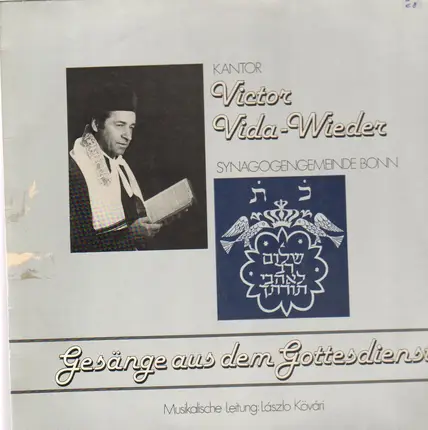 KANTOR
Victor
Vida-Wieder
SYNAGOGENGEMEINDE BONN
כ ת
שלום
רב
לאהבי
תורתך
Gesänge aus dem Gottesdienst
Musikalische Leitung: László Kövári